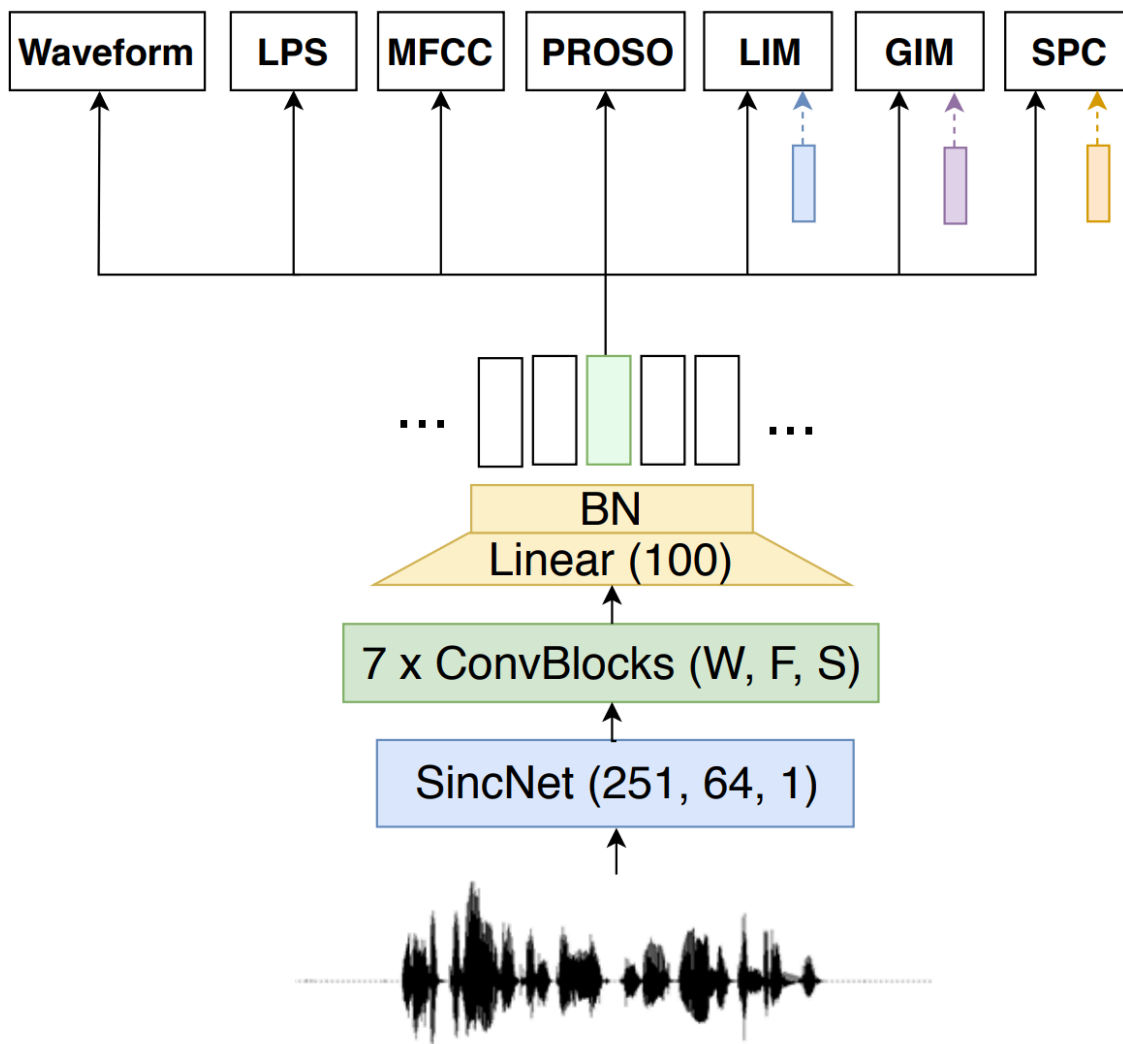 Waveform LPS MFCC PROSO LIM GIM SPC
... ...
BN
Linear (100)
7 x ConvBlocks (W, F, S)
SincNet (251, 64, 1)